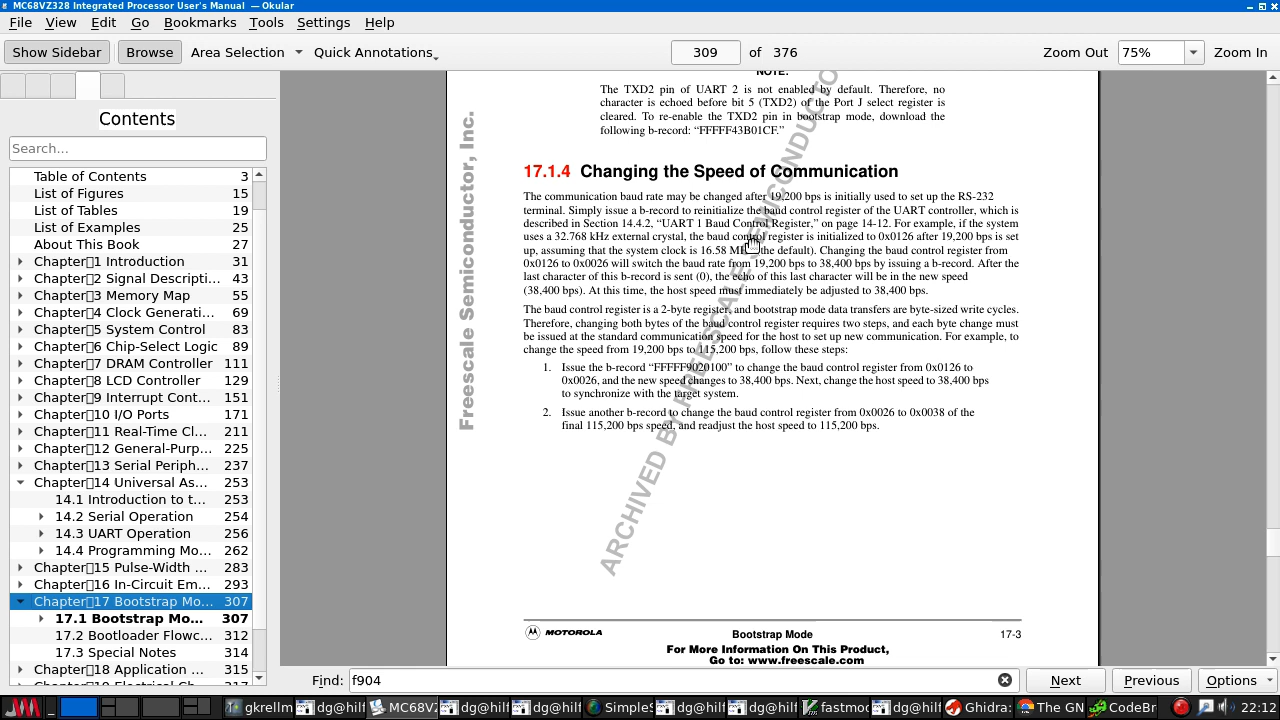 MC68VZ328 Integrated Processor User's Manual — Okular
File View Edit Go Bookmarks Tools Settings Help
Show Sidebar Browse Area Selection Quick Annotations 309 of 376 Zoom Out 75% Zoom In
Contents
Search...
Table of Contents 3
List of Figures 15
List of Tables 19
List of Examples 25
About This Book 27
Chapter 1 Introduction 31
Chapter 2 Signal Descripti... 43
Chapter 3 Memory Map 55
Chapter 4 Clock Generati... 73
Chapter 5 System Control 83
Chapter 6 Chip-Select Logic 89
Chapter 7 DRAM Controller 111
Chapter 8 LCD Controller 129
Chapter 9 Interrupt Cont... 151
Chapter 10 I/O Ports 171
Chapter 11 Real-Time Cl... 211
Chapter 12 General-Purp... 225
Chapter 13 Serial Periph... 237
Chapter 14 Universal As... 253
14.1 Introduction to t... 253
14.2 Serial Operation 254
14.3 UART Operation 256
14.4 Programming Mo... 262
Chapter 15 Pulse-Width ... 283
Chapter 16 In-Circuit Em... 293
Chapter 17 Bootstrap Mo... 307
17.1 Bootstrap Mo... 307
17.2 Bootloader Flowc... 312
17.3 Special Notes 314
Chapter 18 Application ... 315
NOTE:
The TXD2 pin of UART 2 is not enabled by default. Therefore, no
character is echoed before bit 5 (TXD2) of the Port J select register is
cleared. To re-enable the TXD2 pin in bootstrap mode, download the
following b-record: “FFFFF43B01CF.”
17.1.4 Changing the Speed of Communication
The communication baud rate may be changed after 19,200 bps is initially used to set up the RS-232
terminal. Simply issue a b-record to reinitialize the baud control register of the UART controller, which is
described in Section 14.4.2, “UART 1 Baud Control Register,” on page 14-12. For example, if the system
uses a 32.768 kHz external crystal, the baud control register is initialized to 0x0126 after 19,200 bps is set
up, assuming that the system clock is 16.58 (the default). Changing the baud control register from
0x0126 to 0x0026 will switch the baud rate from 19,200 bps to 38,400 bps by issuing a b-record. After the
last character of this b-record is sent (0), the echo of this last character will be in the new speed
(38,400 bps). At this time, the host speed must immediately be adjusted to 38,400 bps.
The baud control register is a 2-byte register, and bootstrap mode data transfers are byte-sized write cycles.
Therefore, changing both bytes of the baud control register requires two steps, and each byte change must
be issued at the standard communication speed for the host to set up new communication. For example, to
change the speed from 19,200 bps to 115,200 bps, follow these steps:
1. Issue the b-record “FFFFF9020100” to change the baud control register from 0x0126 to
0x0026, and the new speed changes to 38,400 bps. Next, change the host speed to 38,400 bps
to synchronize with the target system.
2. Issue another b-record to change the baud control register from 0x0026 to 0x0038 of the
final 115,200 bps speed, and readjust the host speed to 115,200 bps.
Freescale Semiconductor, Inc.
ARCHIVED BY FREESCALE SEMICONDUCTO
MOTOROLA Bootstrap Mode 17-3
For More Information On This Product,
Go to: www.freescale.com
Find: f904 Next Previous Options
gkrellm dg@hilf MC68V dg@hilf dg@hilf SimpleS dg@hilf dg@hilf fastmod dg@hilf Ghidra: The GN CodeBr 22:12